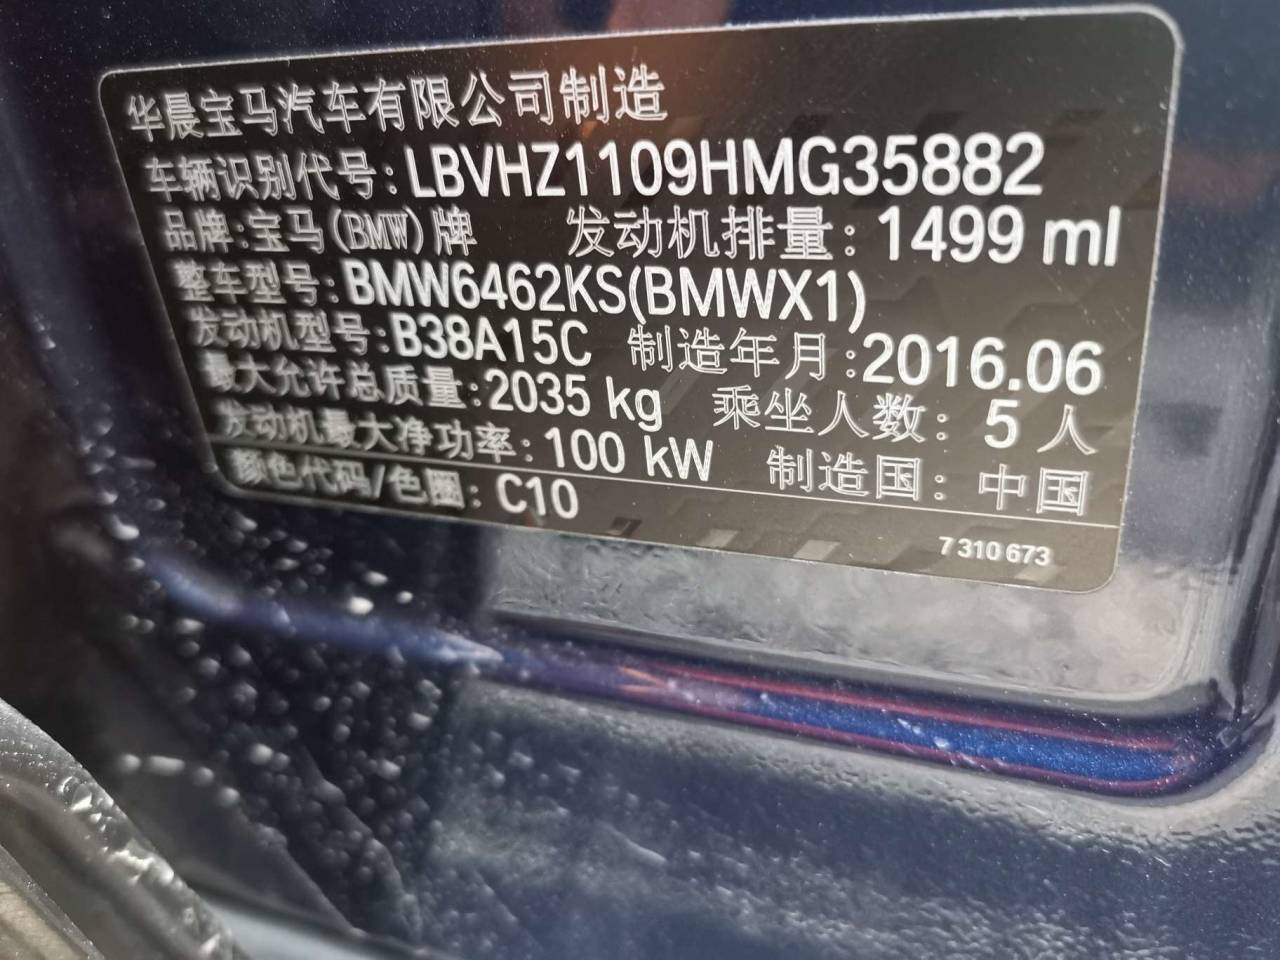 华晨宝马汽车有限公司制造
车辆识别代号:LBVHZ1109HMG35882
品牌:宝马(BMW)牌 发动机排量:1499 ml
整车型号:BMW6462KS(BMWX1)
发动机型号:B38A15C 制造年月:2016.06
最大允许总质量:2035 kg 乘坐人数:5 人
发动机最大净功率:100 kW 制造国:中国
颜色代码/色圈:C10
7 310 673